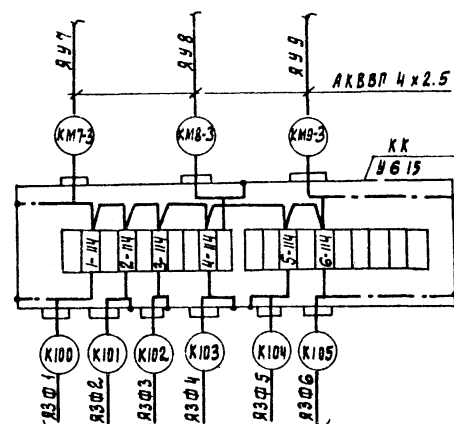 ЯУ7
ЯУ8
ЯУ9
АКВВП 4х2.5
КМ7-3
КМ8-3
КМ9-3
КК
У615
1-114
2-114
3-114
4-114
5-114
6-114
К100
К101
К102
К103
К104
К105
ЯЗФ1
ЯЗФ2
ЯЗФ3
ЯЗФ4
ЯЗФ5
ЯЗФ6